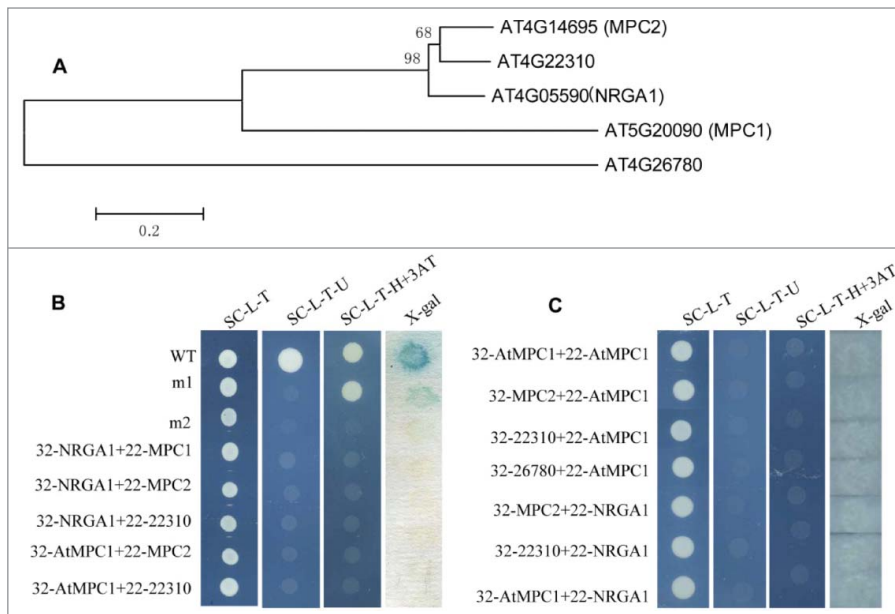 A
68
98
AT4G14695 (MPC2)
AT4G22310
AT4G05590(NRGA1)
AT5G20090 (MPC1)
AT4G26780
0.2
B
SC-L-T
SC-L-T-U
SC-L-T-H+3AT
X-gal
WT
m1
m2
32-NRGA1+22-MPC1
32-NRGA1+22-MPC2
32-NRGA1+22-22310
32-AtMPC1+22-MPC2
32-AtMPC1+22-22310
C
SC-L-T
SC-L-T-U
SC-L-T-H+3AT
X-gal
32-AtMPC1+22-AtMPC1
32-MPC2+22-AtMPC1
32-22310+22-AtMPC1
32-26780+22-AtMPC1
32-MPC2+22-NRGA1
32-22310+22-NRGA1
32-AtMPC1+22-NRGA1